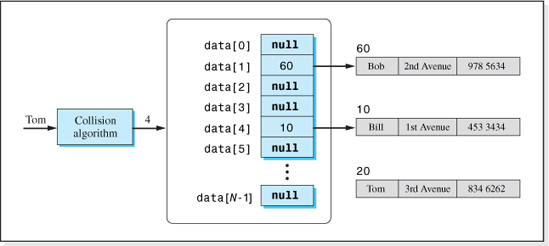 Tom
Collision
algorithm
4
data[0] null
data[1] 60
data[2] null
data[3] null
data[4] 10
data[5] null
data[N-1] null
60
Bob 2nd Avenue 978 5634
10
Bill 1st Avenue 453 3434
20
Tom 3rd Avenue 834 6262